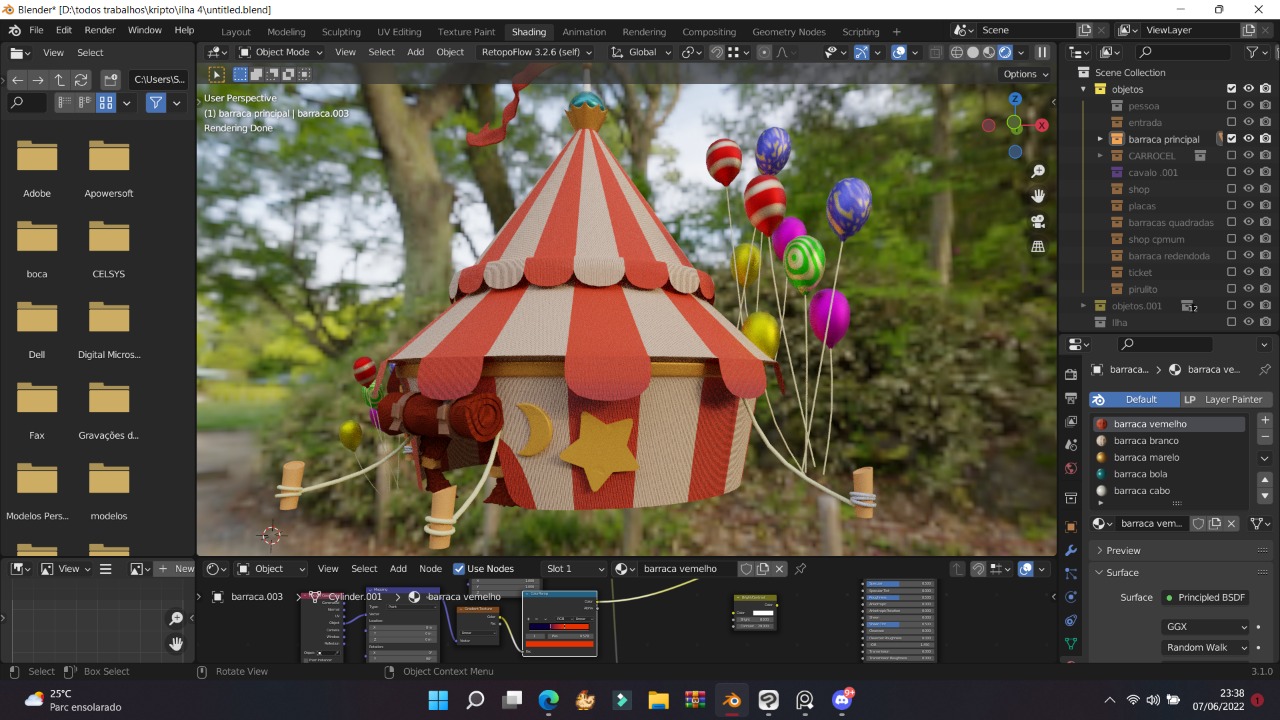 Blender* [D:\todos trabalhos\kripto\ilha 4\untitled.blend]
File Edit Render Window Help
Layout Modeling Sculpting UV Editing Texture Paint Shading Animation Rendering Compositing Geometry Nodes Scripting +
Scene
ViewLayer
View Select
Object Mode View Select Add Object RetopoFlow 3.2.6 (self) Global
C:\Users\S...
Options
User Perspective
(1) barraca principal | barraca.003
Rendering Done
Z
X
Adobe
Apowersoft
boca
CELSYS
Dell
Digital Micros...
Fax
Gravações d...
Modelos Pers...
modelos
Scene Collection
objetos
pessoa
entrada
barraca principal
CARROCEL
cavalo .001
shop
placas
barracas quadradas
shop cpmum
barraca redendoda
ticket
pirulito
objetos.001
12
Ilha
barraca...
barraca ve...
Default
LP Layer Painter
barraca vermelho
barraca branco
barraca marelo
barraca bola
barraca cabo
barraca vem...
Preview
Surface
Surface Principled BSDF
GGX
Random Walk
View
New
Object View Select Add Node Use Nodes Slot 1 barraca vermelho
barraca.003 Cylinder.001 barraca vermelho
Select Box Select Rotate View Object Context Menu
3.1.0
25°C
Parc ensolarado
23:38
07/06/2022